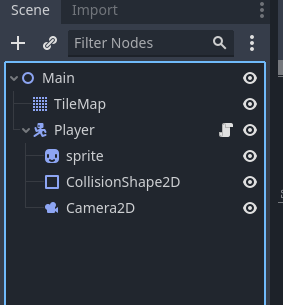 Scene Import
Filter Nodes
Main
TileMap
Player
sprite
CollisionShape2D
Camera2D